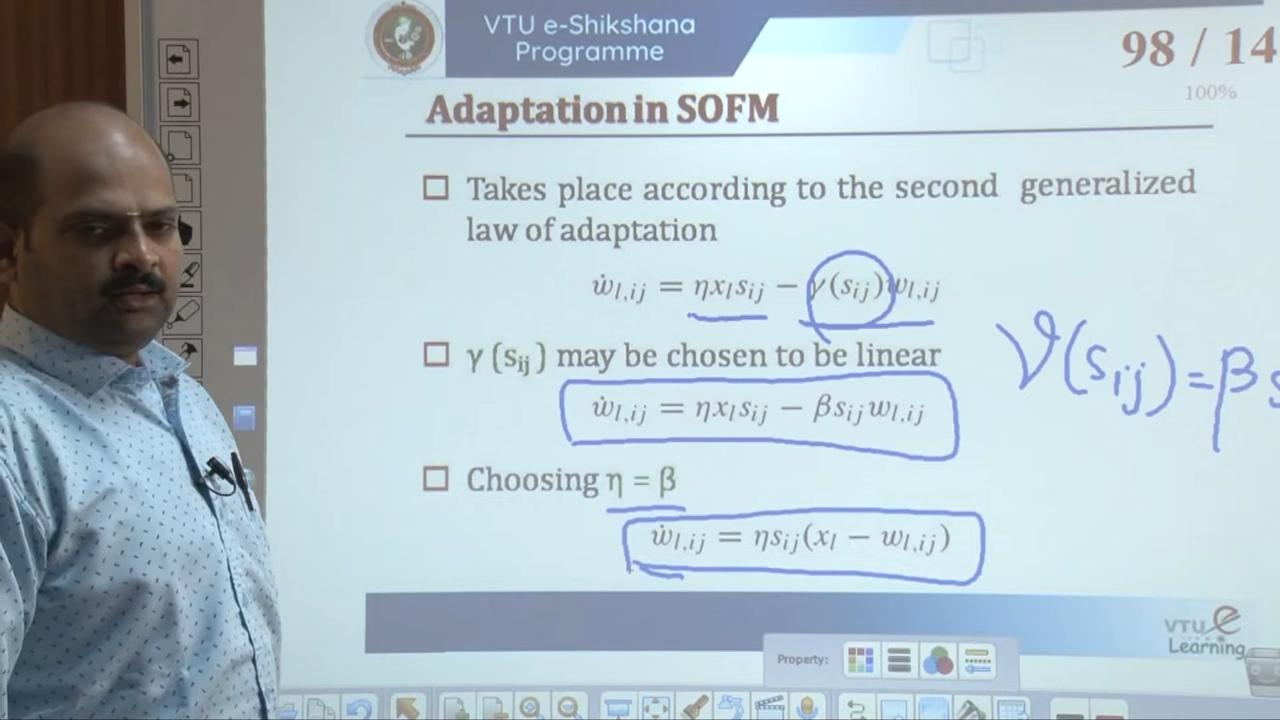 VTU e-Shikshana
Programme
98 / 14
100%
Adaptation in SOFM
Takes place according to the second generalized
law of adaptation
ẇl,ij = ηxlsij − γ(sij)wl,ij
γ (sij) may be chosen to be linear
γ(sij) = β s
ẇl,ij = ηxlsij − βsijwl,ij
Choosing η = β
ẇl,ij = ηsij(xl − wl,ij)
VTU e
Learning
Property: